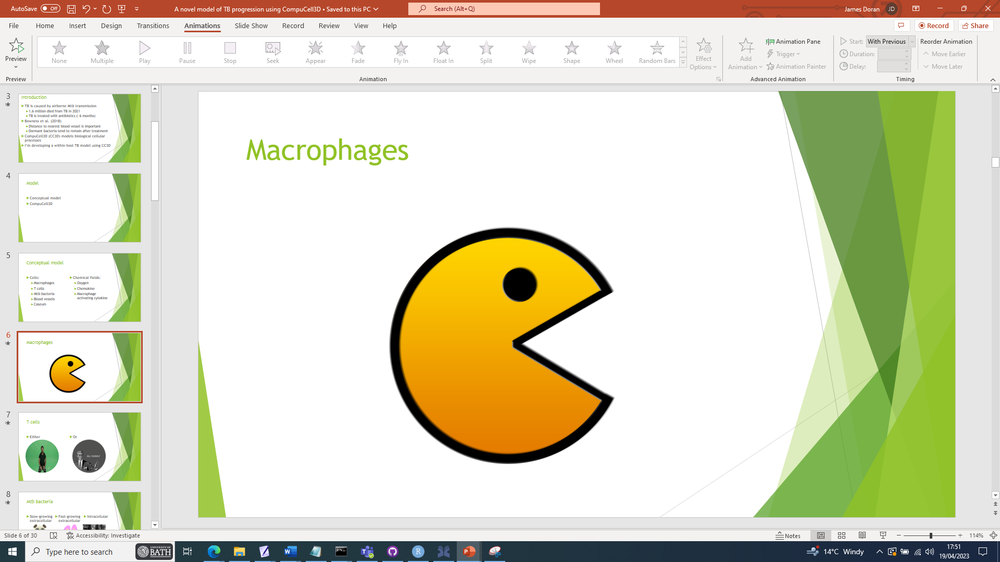 AutoSave Off
A novel model of TB progression using CompuCell3D • Saved to this PC
Search (Alt+Q)
James Doran JD
File Home Insert Design Transitions Animations Slide Show Record Review View Help
Record Share
Preview
None Multiple Play Pause Stop Seek Appear Fade Fly In Float In Split Wipe Shape Wheel Random Bars
Effect
Options
Add
Animation
Animation Pane
Trigger
Animation Painter
Start: With Previous
Duration:
Delay:
Reorder Animation
Move Earlier
Move Later
Preview Animation Advanced Animation Timing
3
Introduction
TB is caused by airborne Mtb transmission
1.6 million died from TB in 2021
TB is treated with antibiotics (~6 months)
Bowness et al. (2018)
Distance to nearest blood vessel is important
Dormant bacteria tend to remain after treatment
CompuCell3D (CC3D) models biological cellular
processes
I'm developing a within-host TB model using CC3D
4
Model
Conceptual model
CompuCell3D
5
Conceptual model
Cells:
Macrophages
T cells
Mtb bacteria
Blood vessels
Caseum
Chemical fields:
Oxygen
Chemokine
Macrophage
activating cytokine
6
Macrophages
7
T cells
Either
Or
KILL YOURSELF
8
Mtb bacteria
Slow-growing
extracellular
Fast-growing
extracellular
Intracellular
Macrophages
Slide 6 of 30
Accessibility: Investigate
Notes
114%
Type here to search
UNIVERSITY OF
BATH
14°C Windy
17:51
19/04/2023